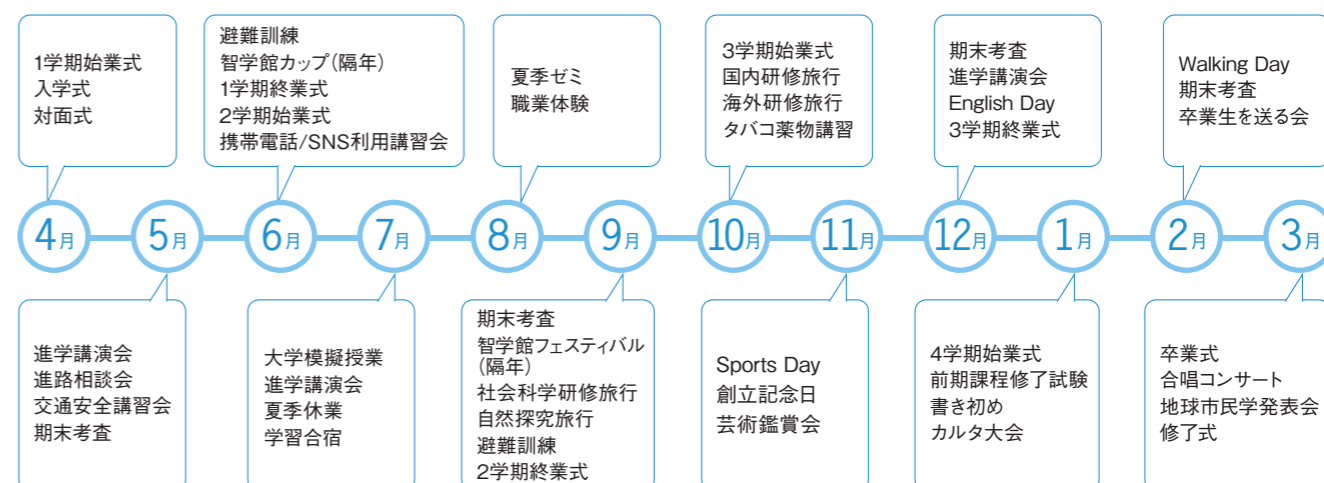 1学期始業式
入学式
対面式
避難訓練
智学館カップ(隔年)
1学期終業式
2学期始業式
携帯電話/SNS利用講習会
夏季ゼミ
職業体験
3学期始業式
国内研修旅行
海外研修旅行
タバコ薬物講習
期末考査
進学講演会
English Day
3学期終業式
Walking Day
期末考査
卒業生を送る会
4月
5月
6月
7月
8月
9月
10月
11月
12月
1月
2月
3月
進学講演会
進路相談会
交通安全講習会
期末考査
大学模擬授業
進学講演会
夏季休業
学習合宿
期末考査
智学館フェスティバル
(隔年)
社会科学研修旅行
自然探究旅行
避難訓練
2学期終業式
Sports Day
創立記念日
芸術鑑賞会
4学期始業式
前期課程修了試験
書き初め
カルタ大会
卒業式
合唱コンサート
地球市民学発表会
修了式